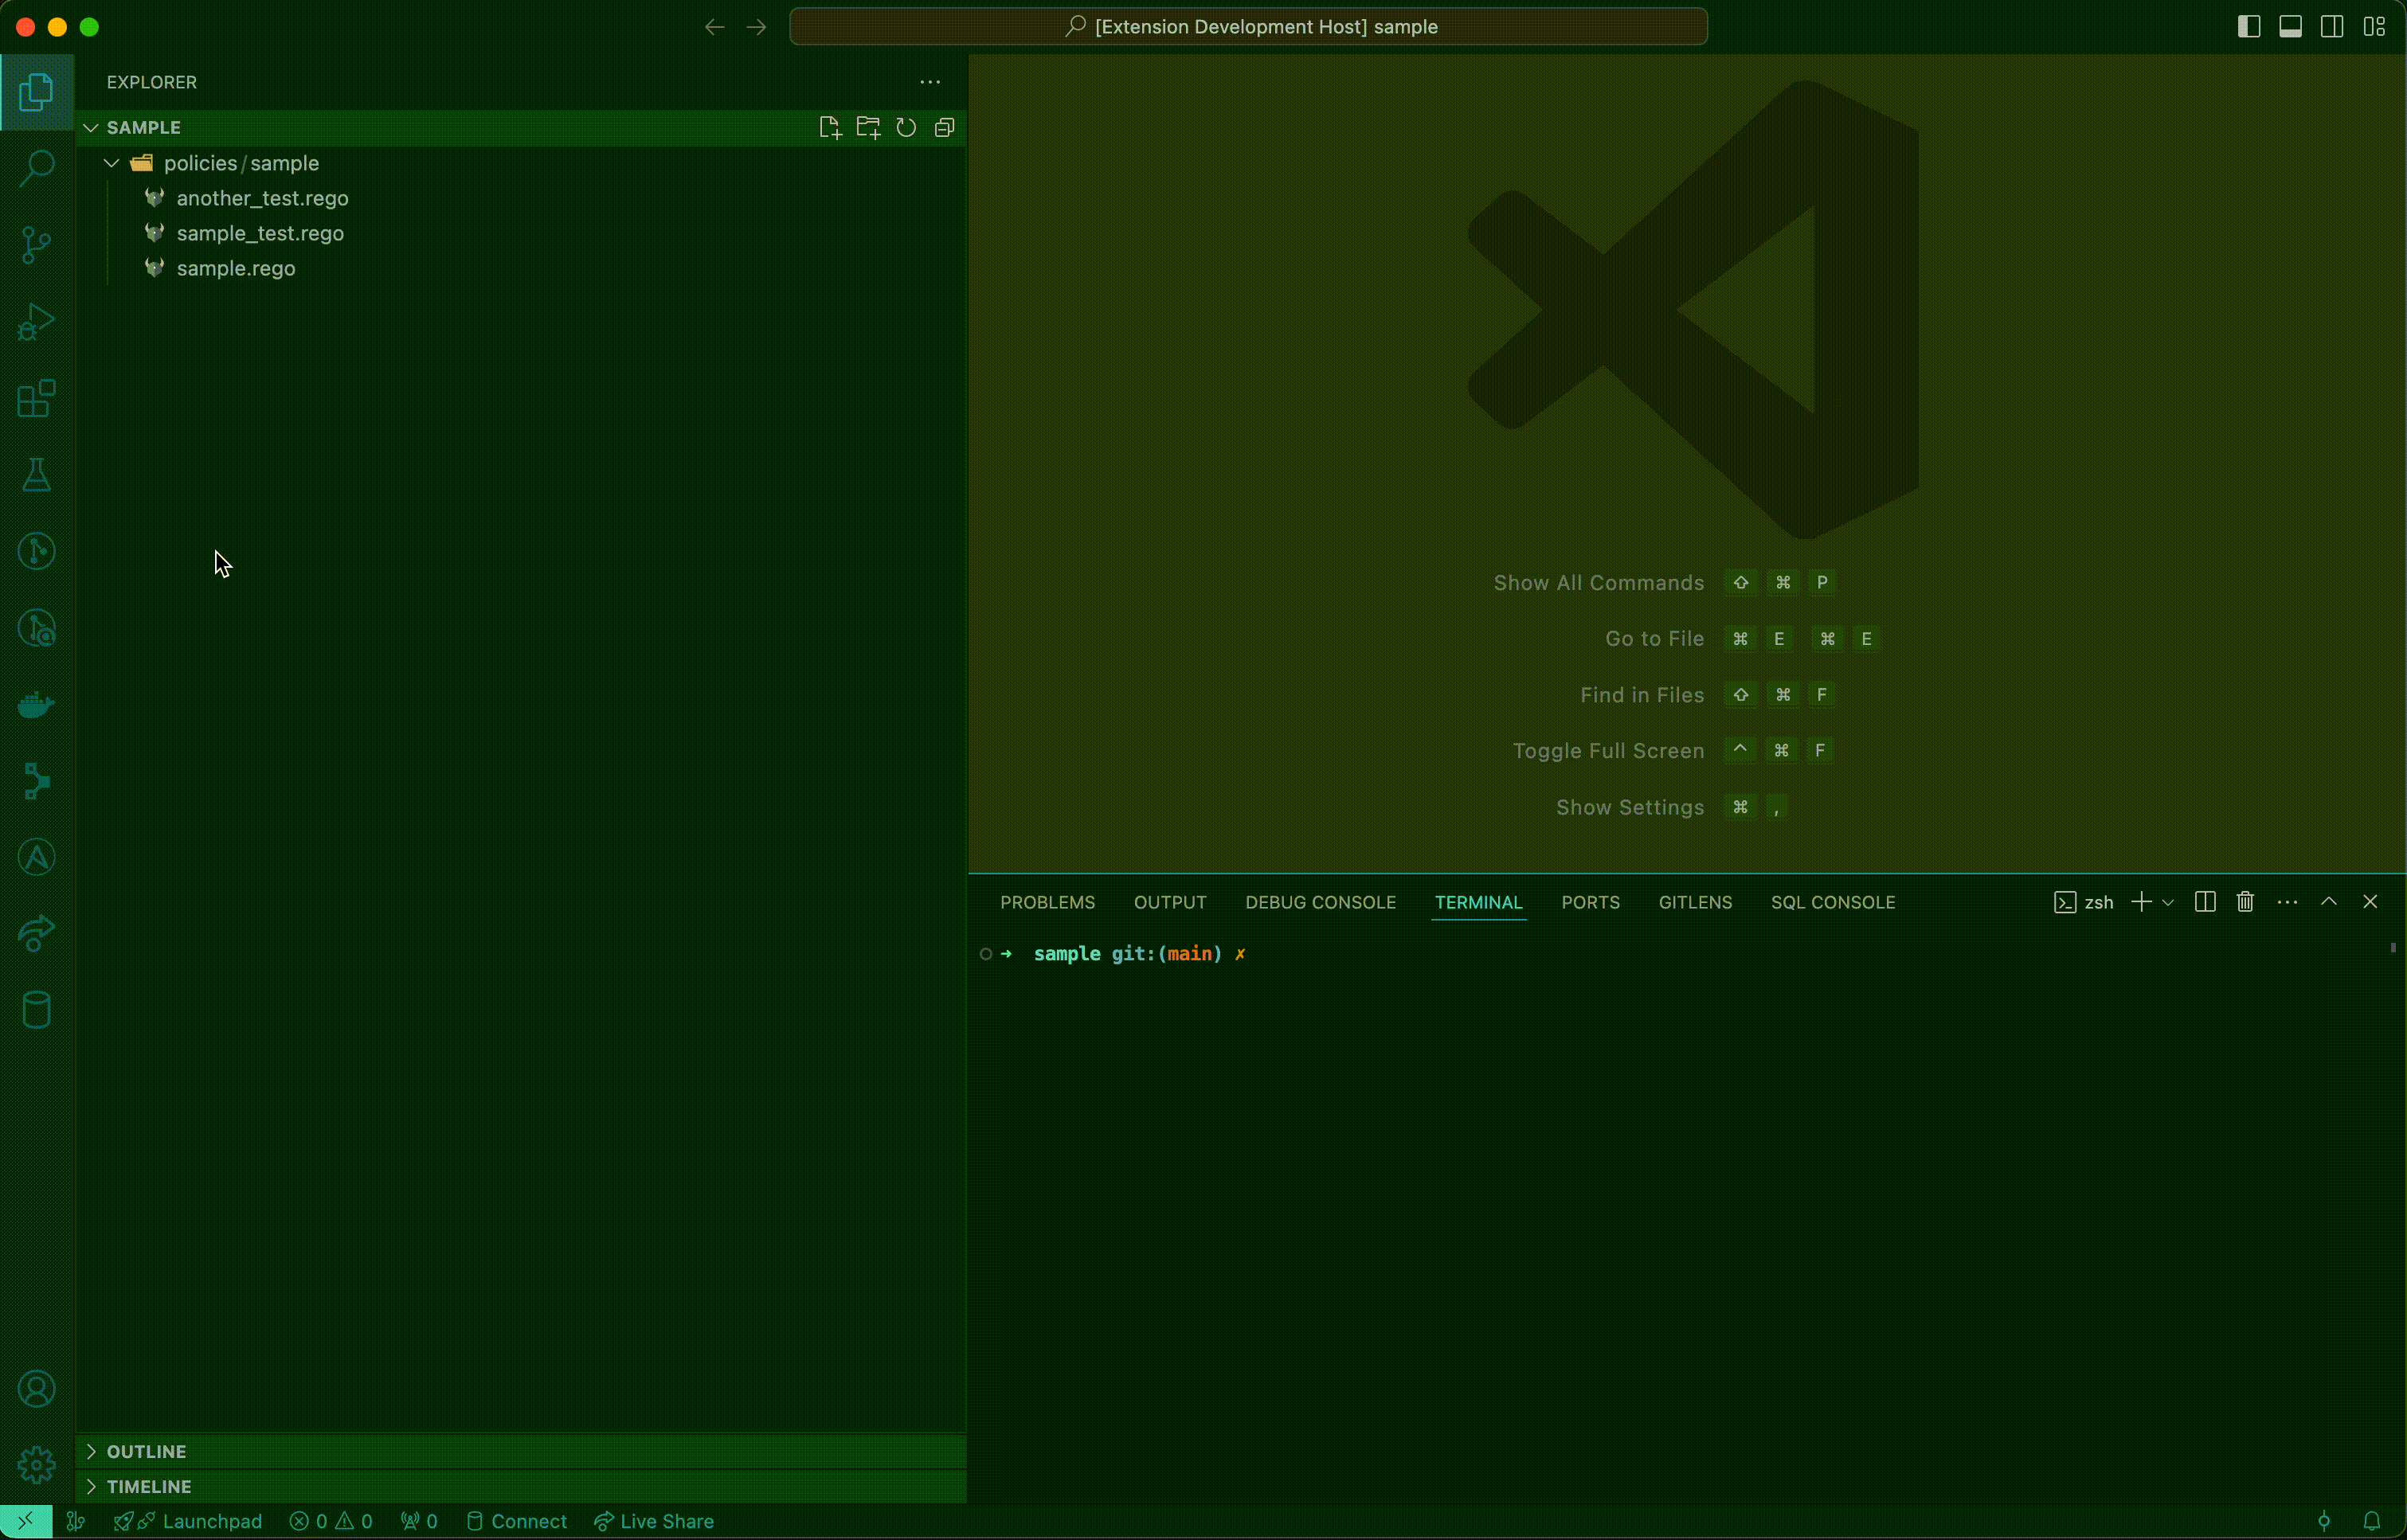 [Extension Development Host] sample
EXPLORER
SAMPLE
policies / sample
another_test.rego
sample_test.rego
sample.rego
Show All Commands ⇧ ⌘ P
Go to File ⌘ E ⌘ E
Find in Files ⇧ ⌘ F
Toggle Full Screen ^ ⌘ F
Show Settings ⌘ ,
PROBLEMS OUTPUT DEBUG CONSOLE TERMINAL PORTS GITLENS SQL CONSOLE zsh
➜ sample git:(main) ✗
OUTLINE
TIMELINE
Launchpad 0 0 0 Connect Live Share